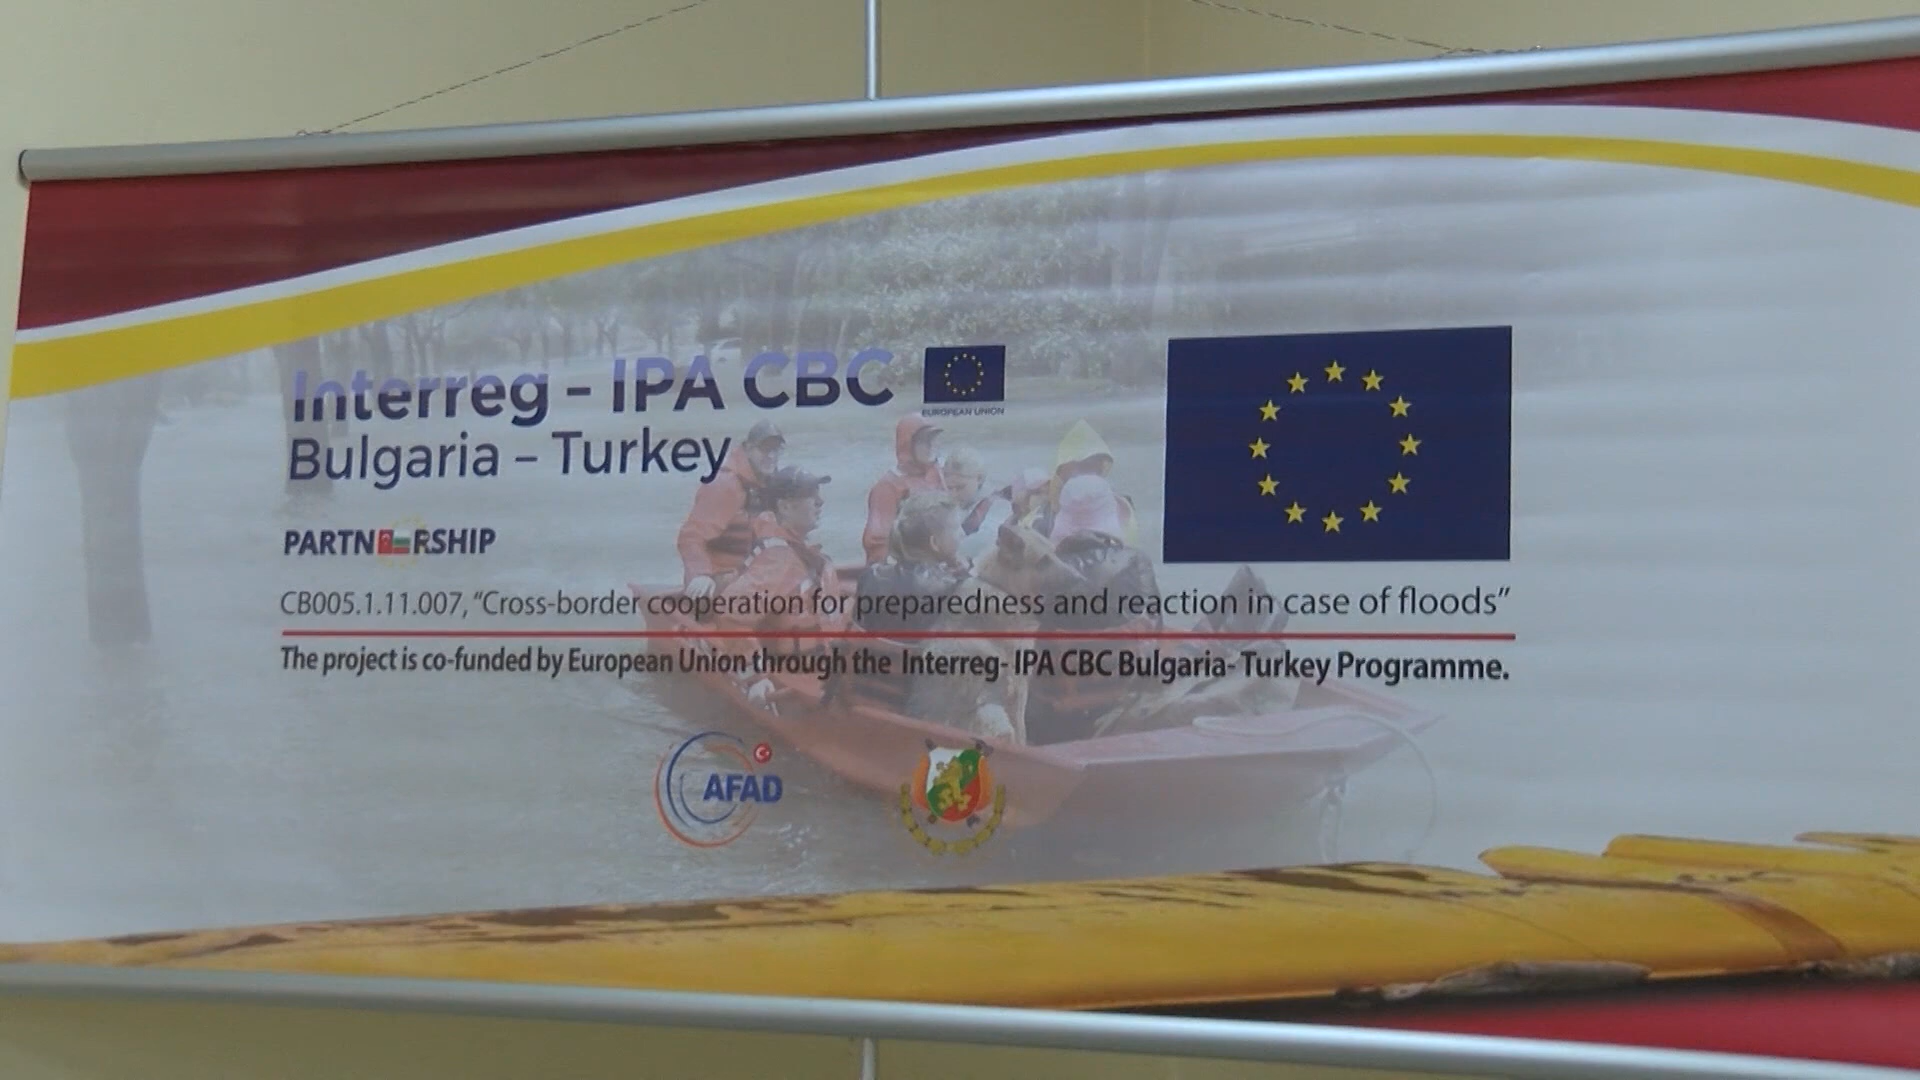 Interreg - IPA CBC
EUROPEAN UNION
Bulgaria – Turkey
PARTNERSHIP
CB005.1.11.007, “Cross-border cooperation for preparedness and reaction in case of floods”
The project is co-funded by European Union through the Interreg- IPA CBC Bulgaria- Turkey Programme.
AFAD